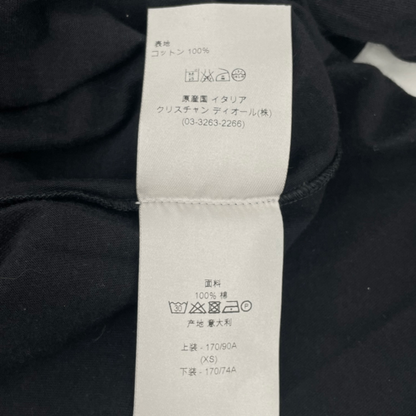 表地
コットン 100%
原産国 イタリア
クリスチャン ディオール(株)
(03-3263-2266)
面料
100% 棉
产地 意大利
上装 - 170/90A
(XS)
下装 - 170/74A